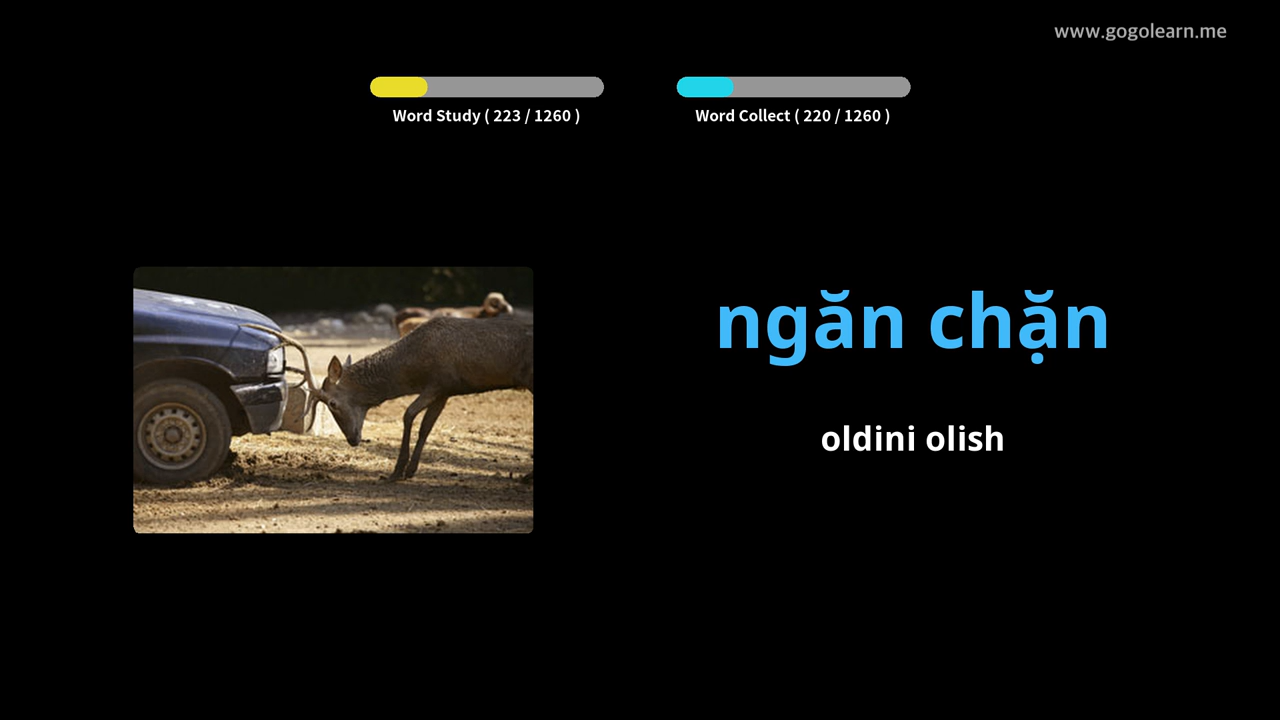 www.gogolearn.me
Word Study ( 223 / 1260 )
Word Collect ( 220 / 1260 )
ngăn chặn
oldini olish